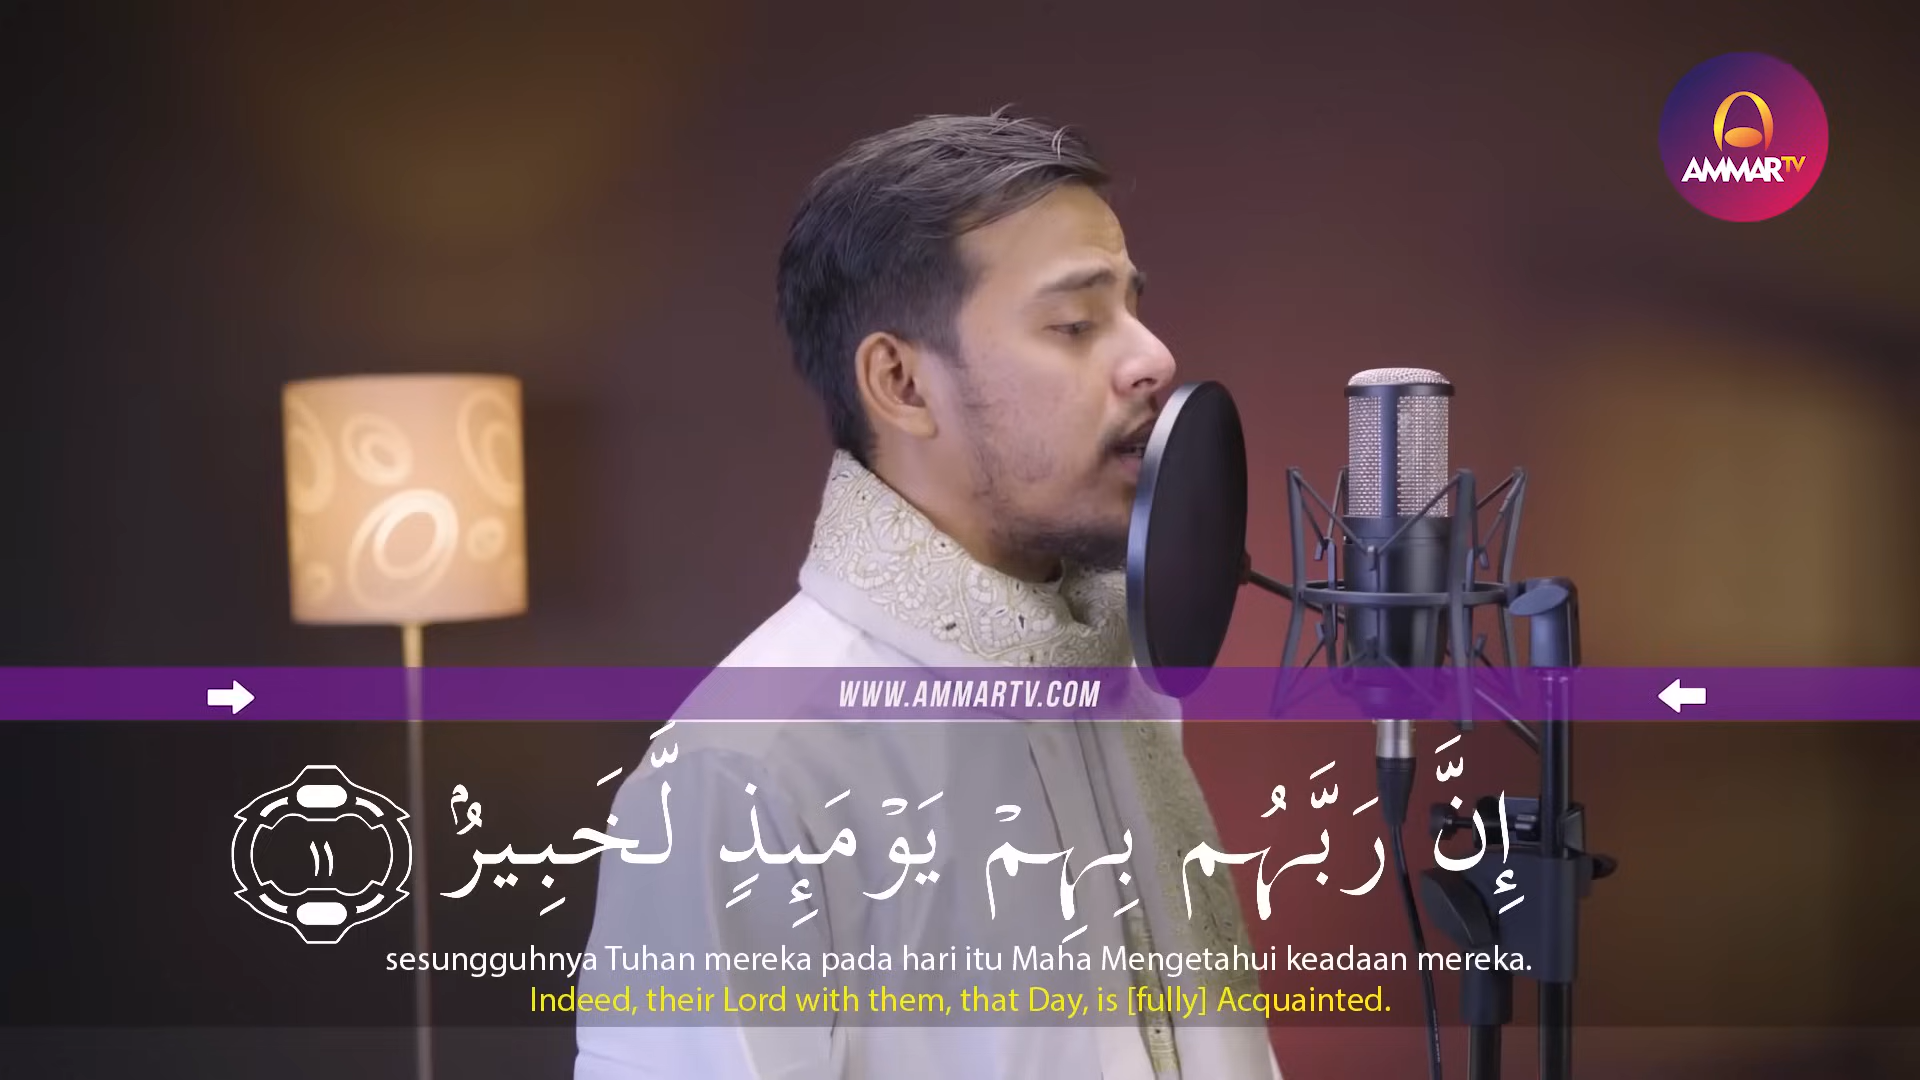 AMMARTV
WWW.AMMARTV.COM
إِنَّ رَبَّهُم بِهِمْ يَوْمَئِذٍ لَّخَبِيرٌۢ ١١
sesungguhnya Tuhan mereka pada hari itu Maha Mengetahui keadaan mereka.
Indeed, their Lord with them, that Day, is [fully] Acquainted.